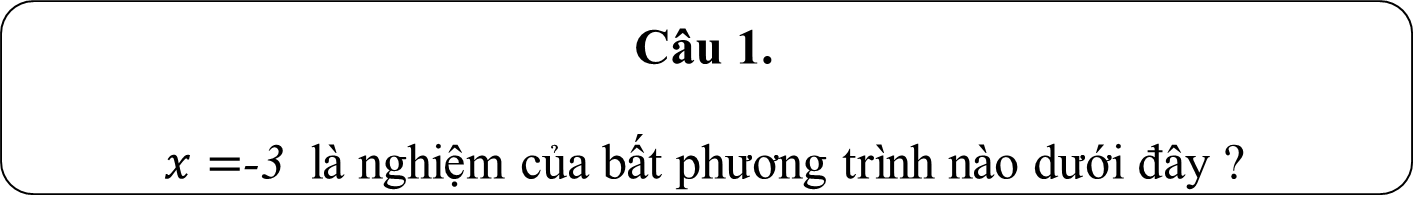 Câu 1.
x =-3 là nghiệm của bất phương trình nào dưới đây ?